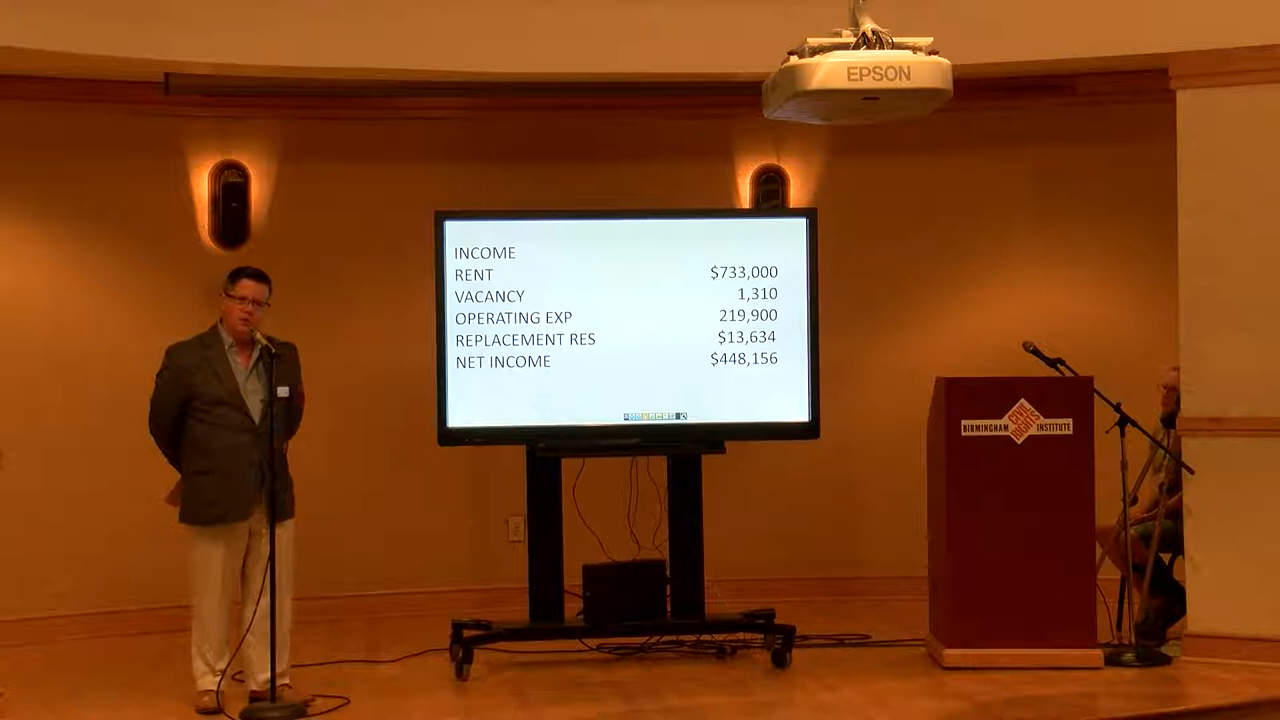 EPSON
INCOME
RENT $733,000
VACANCY 1,310
OPERATING EXP 219,900
REPLACEMENT RES $13,634
NET INCOME $448,156
BIRMINGHAM CIVIL RIGHTS INSTITUTE